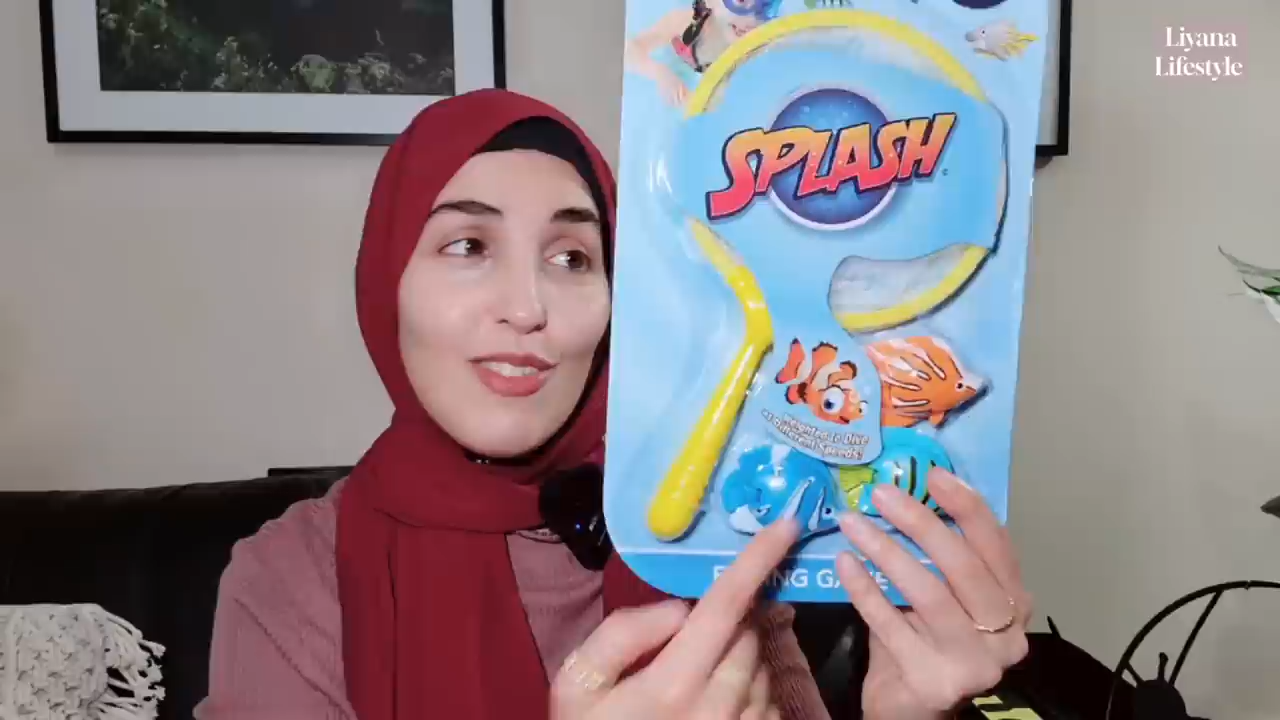 Liyana
Lifestyle
SPLASH
Weighted to Dive
at Different Speeds!